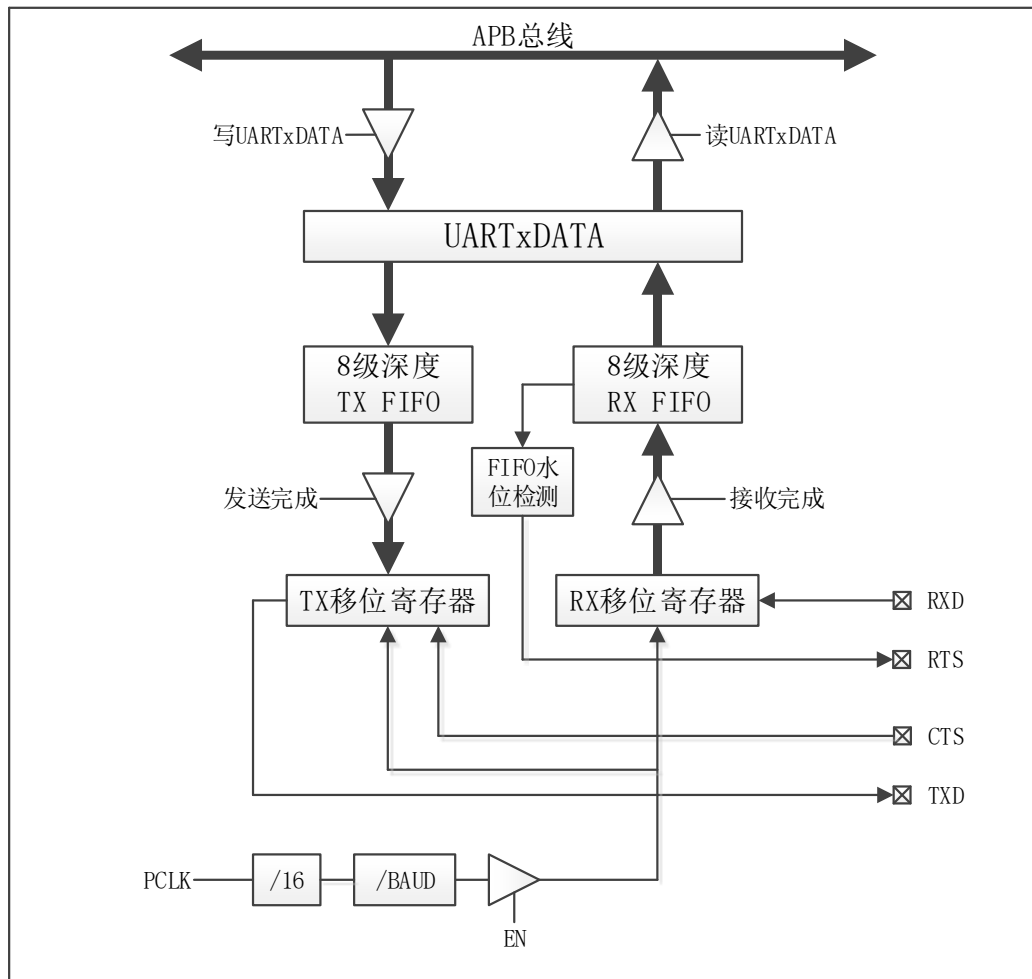 APB总线
写UARTxDATA
读UARTxDATA
UARTxDATA
8级深度
TX FIFO
8级深度
RX FIFO
FIFO水
位检测
发送完成
接收完成
TX移位寄存器
RX移位寄存器
RXD
RTS
CTS
TXD
PCLK
/16
/BAUD
EN